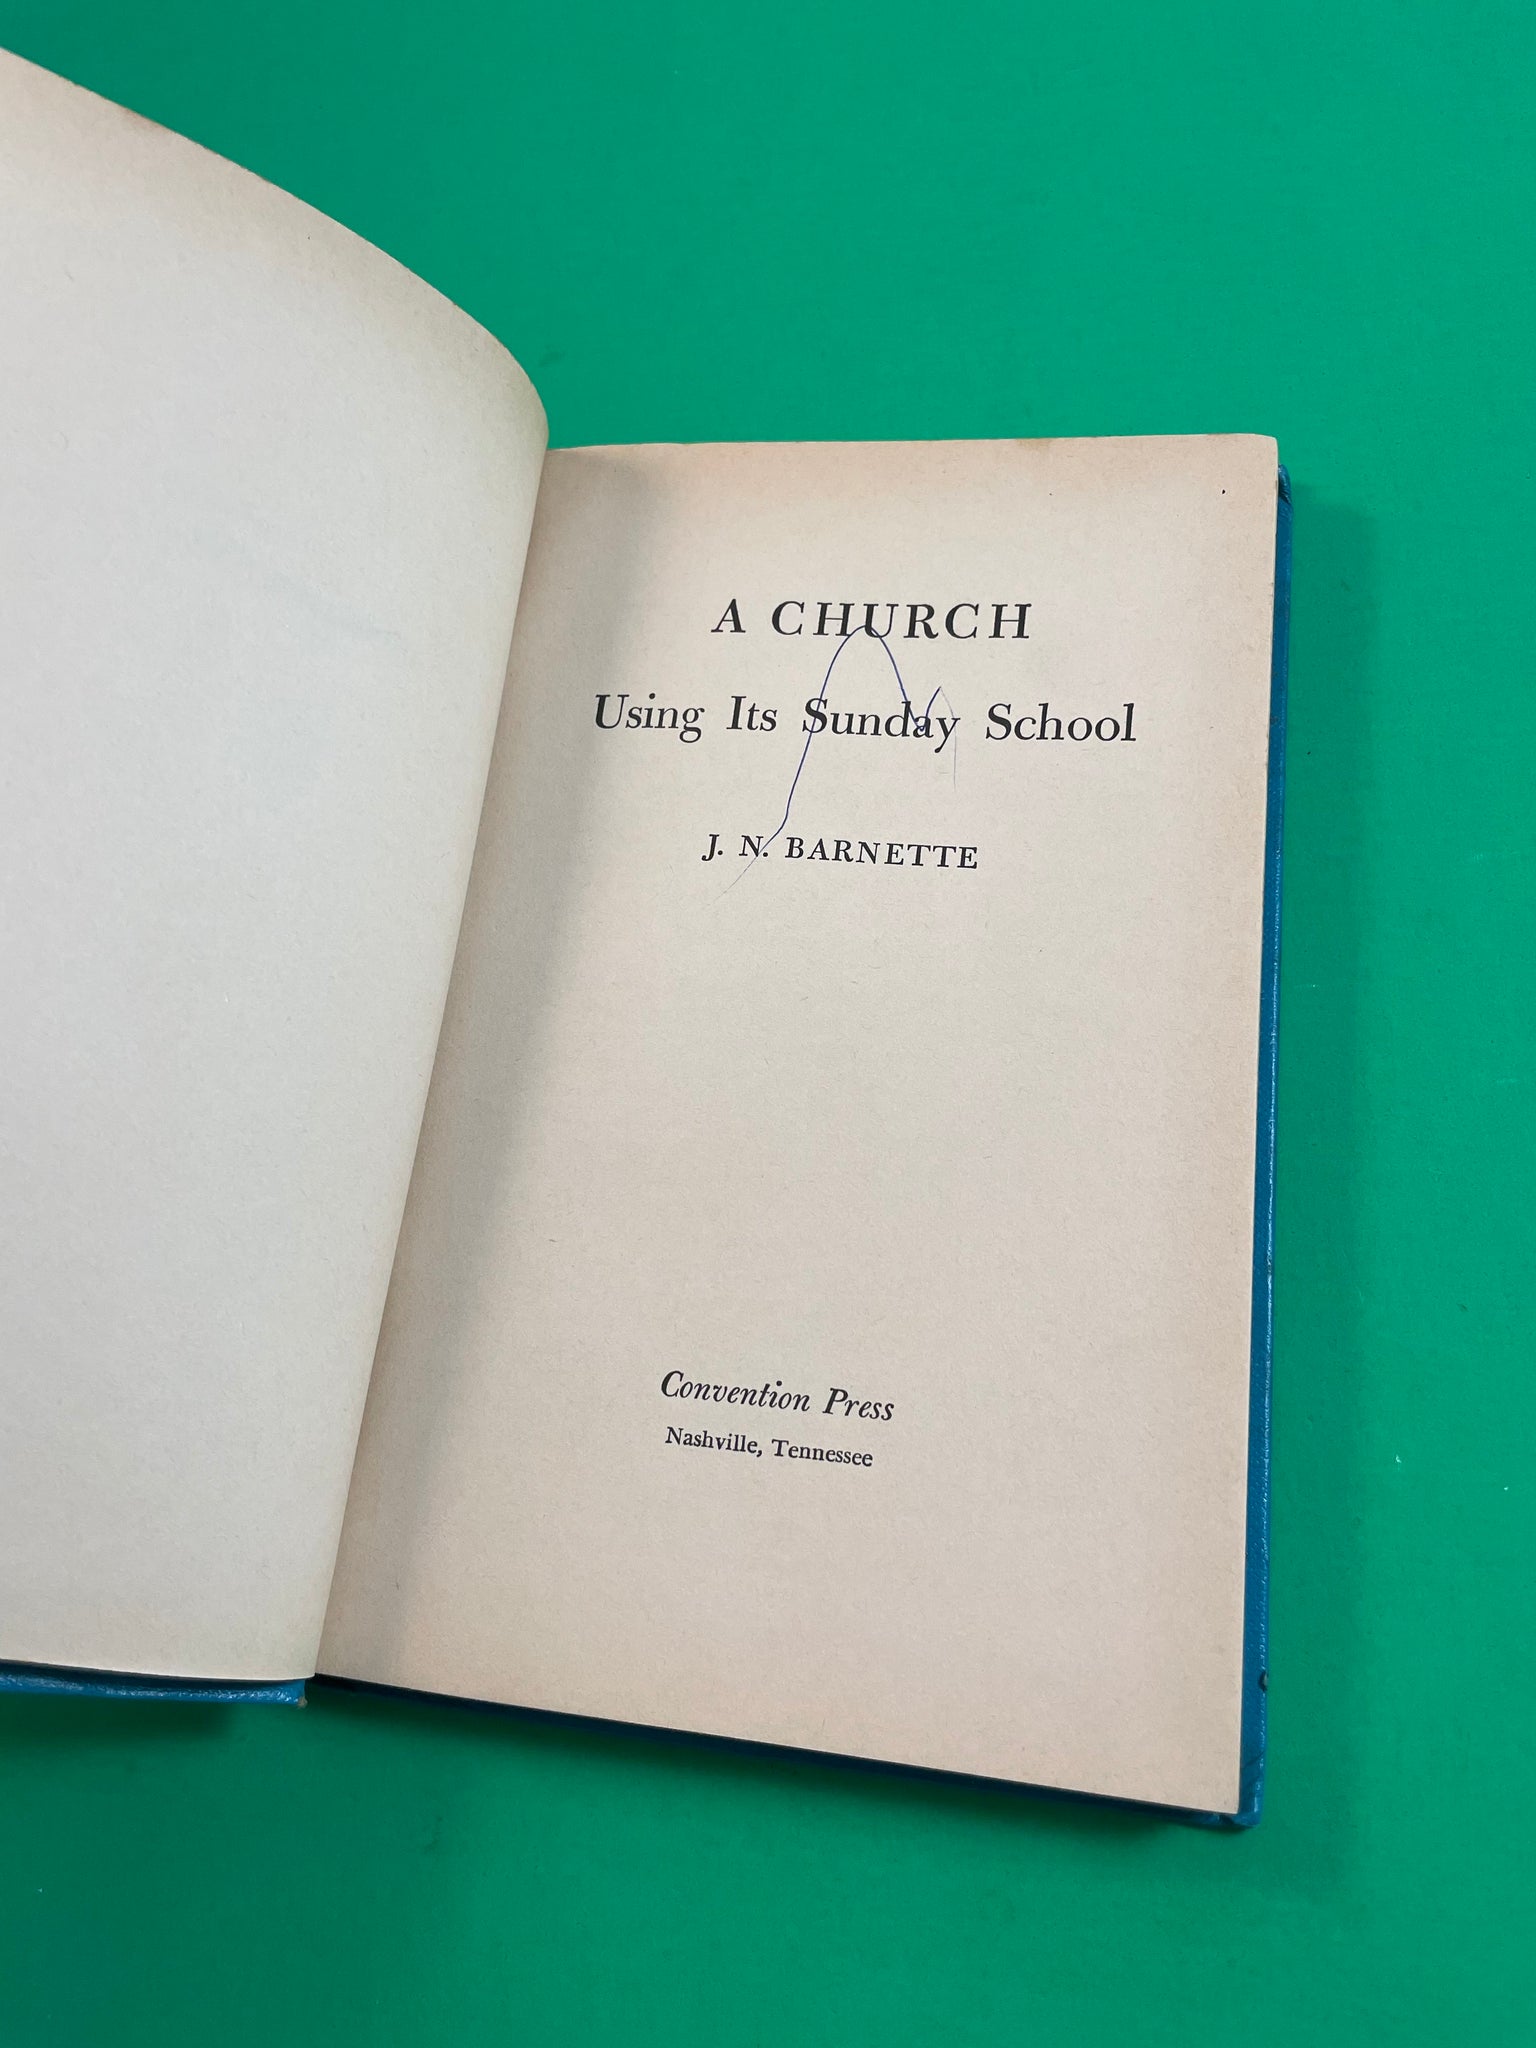 A CHURCH
Using Its Sunday School
J. N. BARNETTE
Convention Press
Nashville, Tennessee